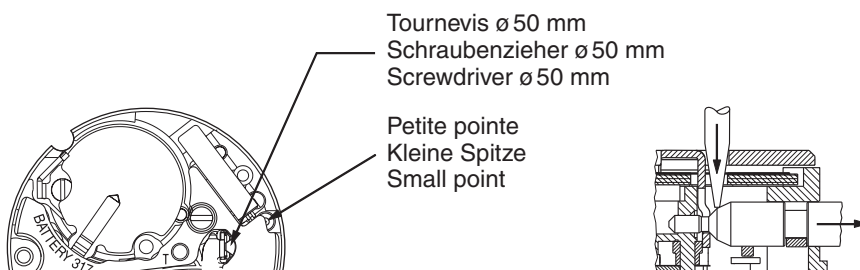 Tournevis ø 50 mm
Schraubenzieher ø 50 mm
Screwdriver ø 50 mm
Petite pointe
Kleine Spitze
Small point
BATTERY 317
T